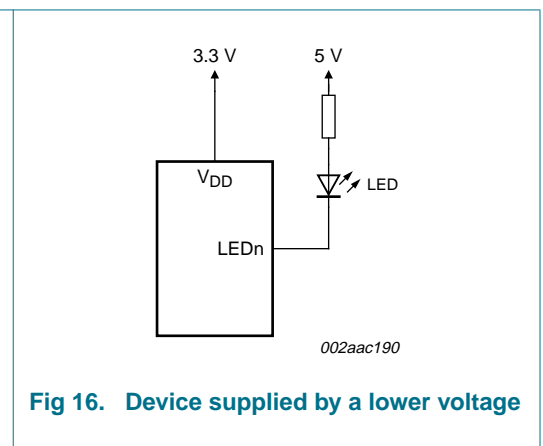 3.3 V 5 V
VDD
LED
LEDn
002aac190
Fig 16. Device supplied by a lower voltage